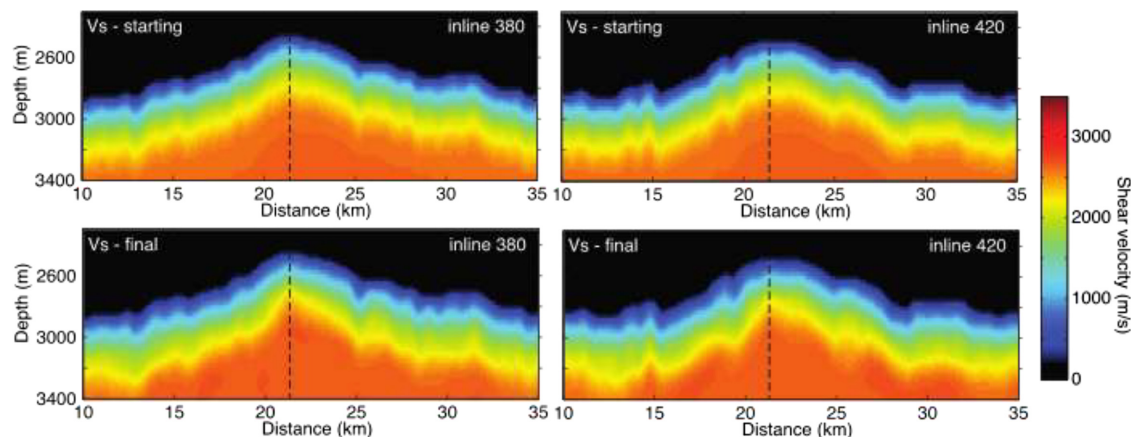 Vs - starting inline 380
Vs - starting inline 420
Depth (m)
2600
3000
3400
10 15 20 25 30 35
Distance (km)
10 15 20 25 30 35
Distance (km)
Vs - final inline 380
Vs - final inline 420
Depth (m)
2600
3000
3400
10 15 20 25 30 35
Distance (km)
10 15 20 25 30 35
Distance (km)
3000
2000
1000
0
Shear velocity (m/s)